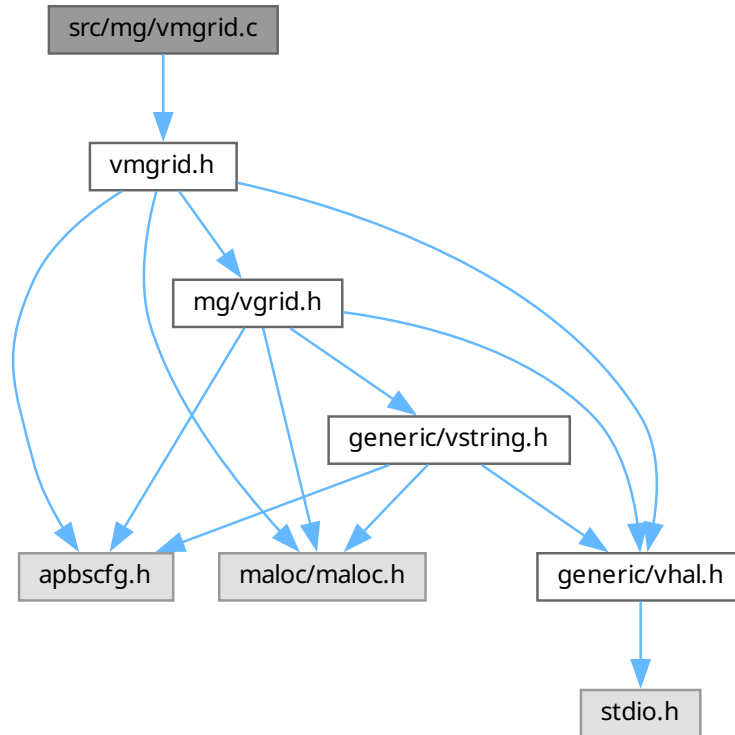 src/mg/vmgrid.c
vmgrid.h
mg/vgrid.h
generic/vstring.h
apbscfg.h
maloc/maloc.h
generic/vhal.h
stdio.h